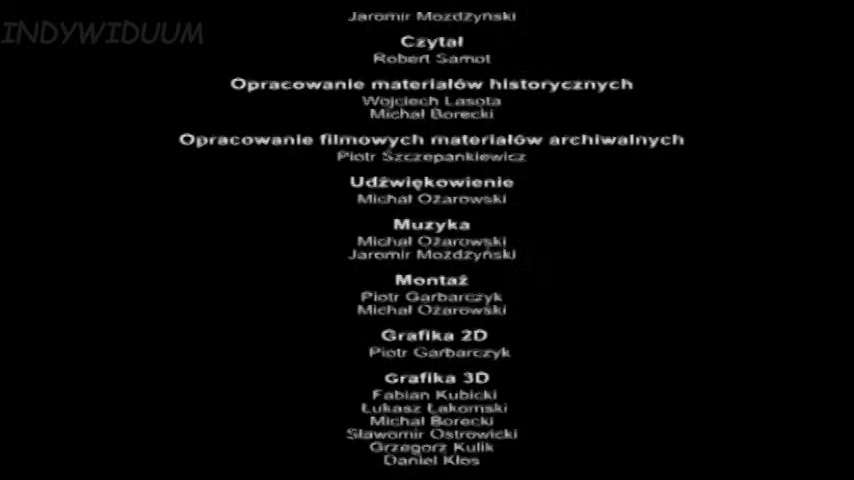 Jaromir Możdżyński
INDYWIDUUM
Czytał
Robert Samot
Opracowanie materiałów historycznych
Wojciech Lasota
Michał Borecki
Opracowanie filmowych materiałów archiwalnych
Piotr Szczepankiewicz
Udźwiękowienie
Michał Ożarowski
Muzyka
Michał Ożarowski
Jaromir Możdżyński
Montaż
Piotr Garbarczyk
Michał Ożarowski
Grafika 2D
Piotr Garbarczyk
Grafika 3D
Fabian Kubicki
Łukasz Łakomski
Michał Borecki
Sławomir Ostrowicki
Grzegorz Kulik
Daniel Kłos